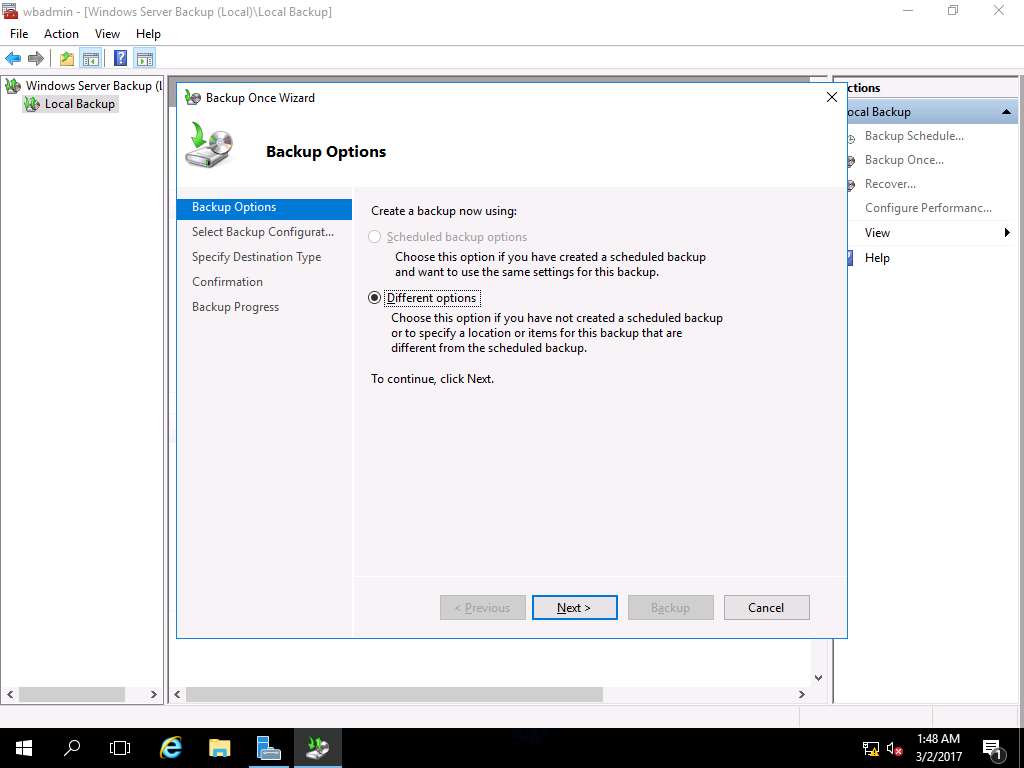 wbadmin - [Windows Server Backup (Local)\Local Backup]
File Action View Help
Windows Server Backup (L
Local Backup
Backup Once Wizard
Backup Options
Backup Options
Select Backup Configurat...
Specify Destination Type
Confirmation
Backup Progress
Create a backup now using:
Scheduled backup options
Choose this option if you have created a scheduled backup
and want to use the same settings for this backup.
Different options
Choose this option if you have not created a scheduled backup
or to specify a location or items for this backup that are
different from the scheduled backup.
To continue, click Next.
< Previous Next > Backup Cancel
ctions
ocal Backup
Backup Schedule...
Backup Once...
Recover...
Configure Performanc...
View
Help
1:48 AM
3/2/2017
1